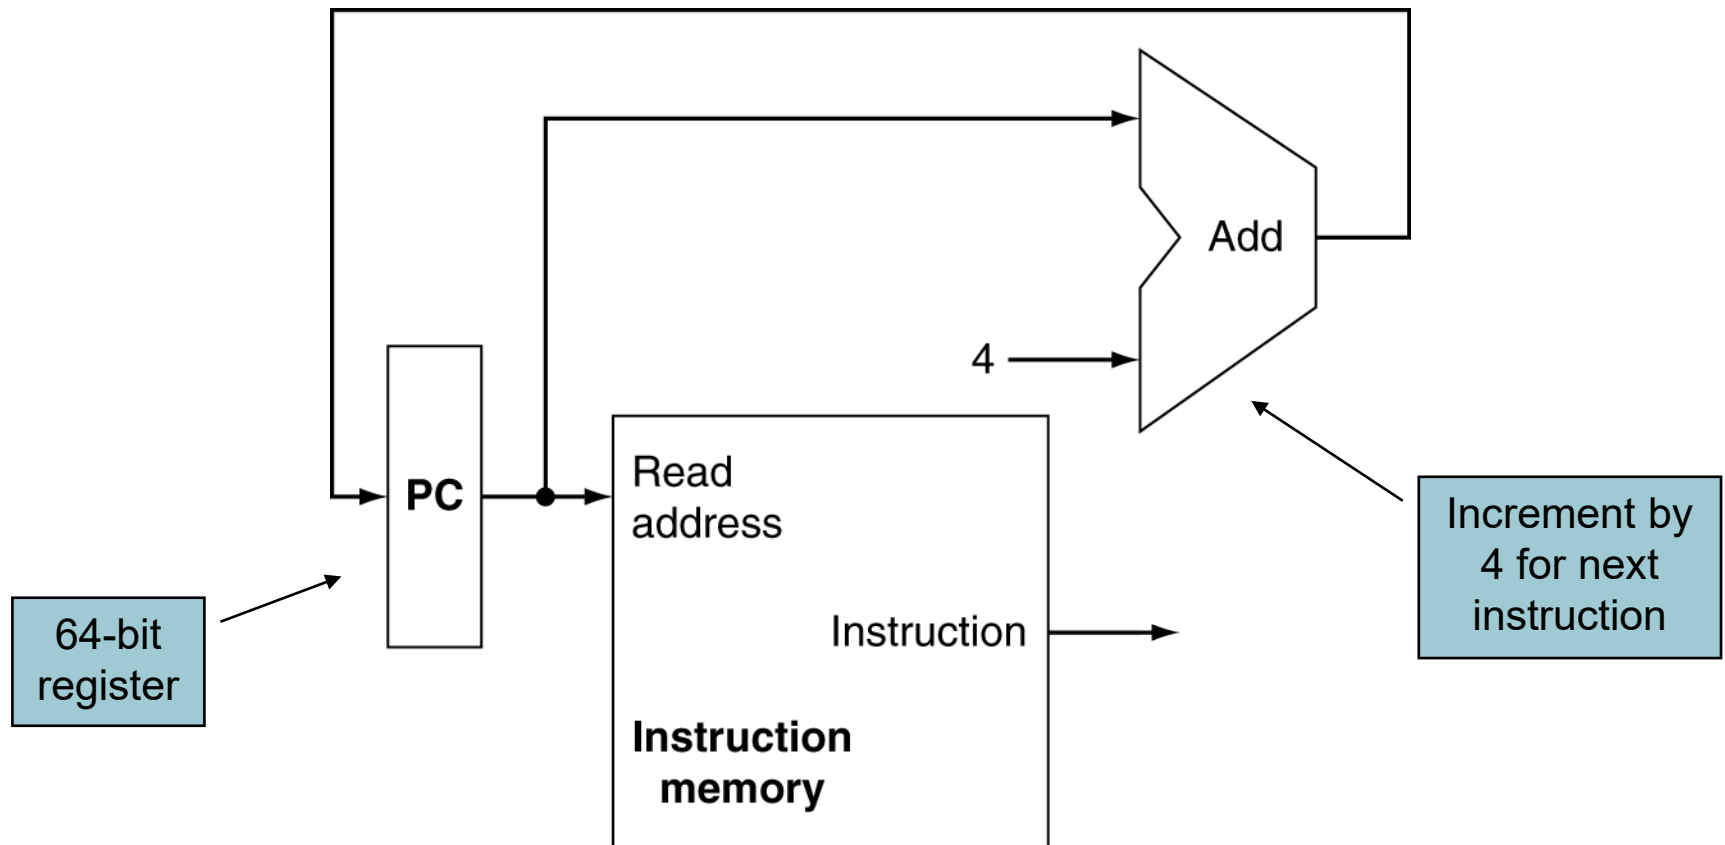 Add
4
PC
Read
address
Instruction
Instruction
memory
64-bit
register
Increment by
4 for next
instruction